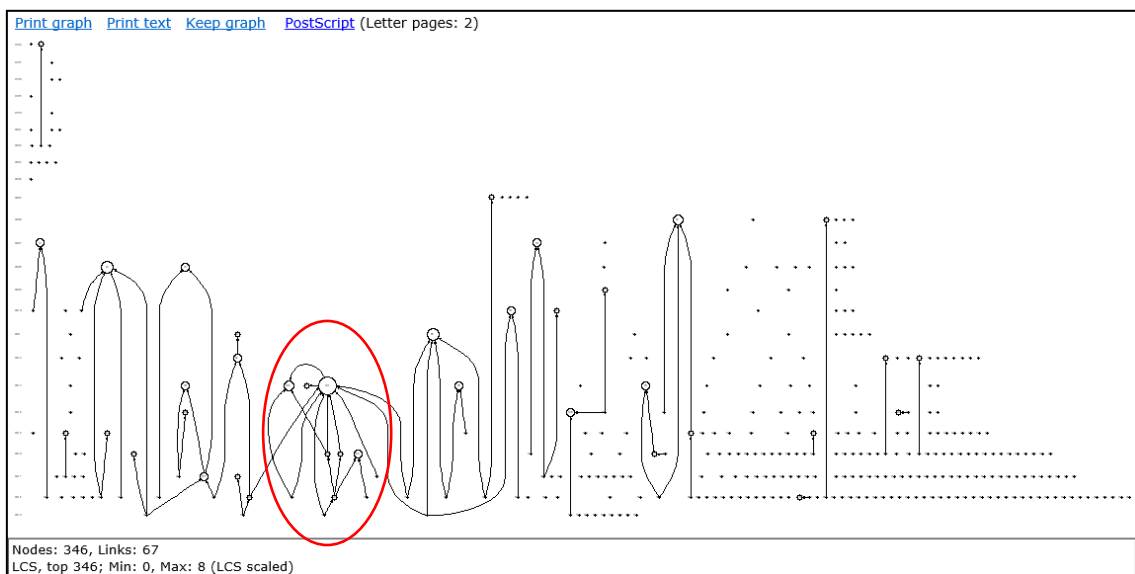 Print graph Print text Keep graph PostScript (Letter pages: 2)
Nodes: 346, Links: 67
LCS, top 346; Min: 0, Max: 8 (LCS scaled)